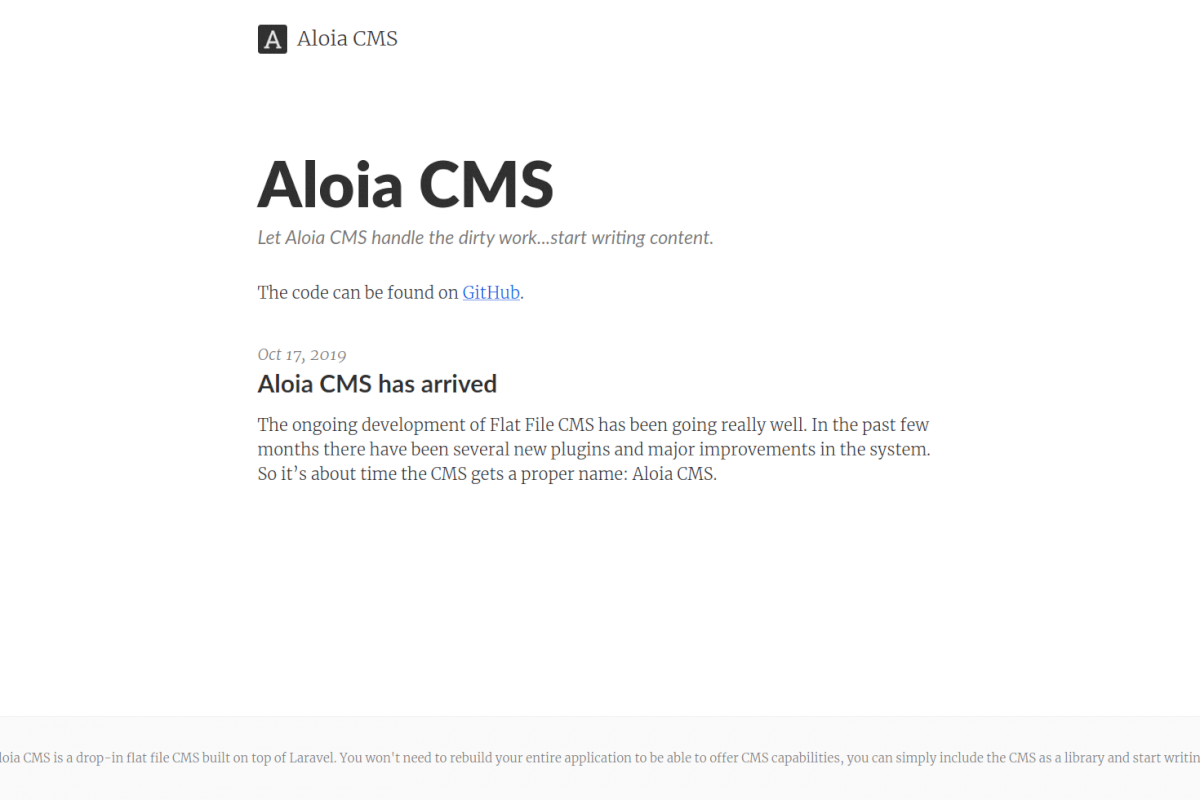 A Aloia CMS
Aloia CMS
Let Aloia CMS handle the dirty work...start writing content.
The code can be found on GitHub.
Oct 17, 2019
Aloia CMS has arrived
The ongoing development of Flat File CMS has been going really well. In the past few
months there have been several new plugins and major improvements in the system.
So it’s about time the CMS gets a proper name: Aloia CMS.
loia CMS is a drop-in flat file CMS built on top of Laravel. You won't need to rebuild your entire application to be able to offer CMS capabilities, you can simply include the CMS as a library and start writin